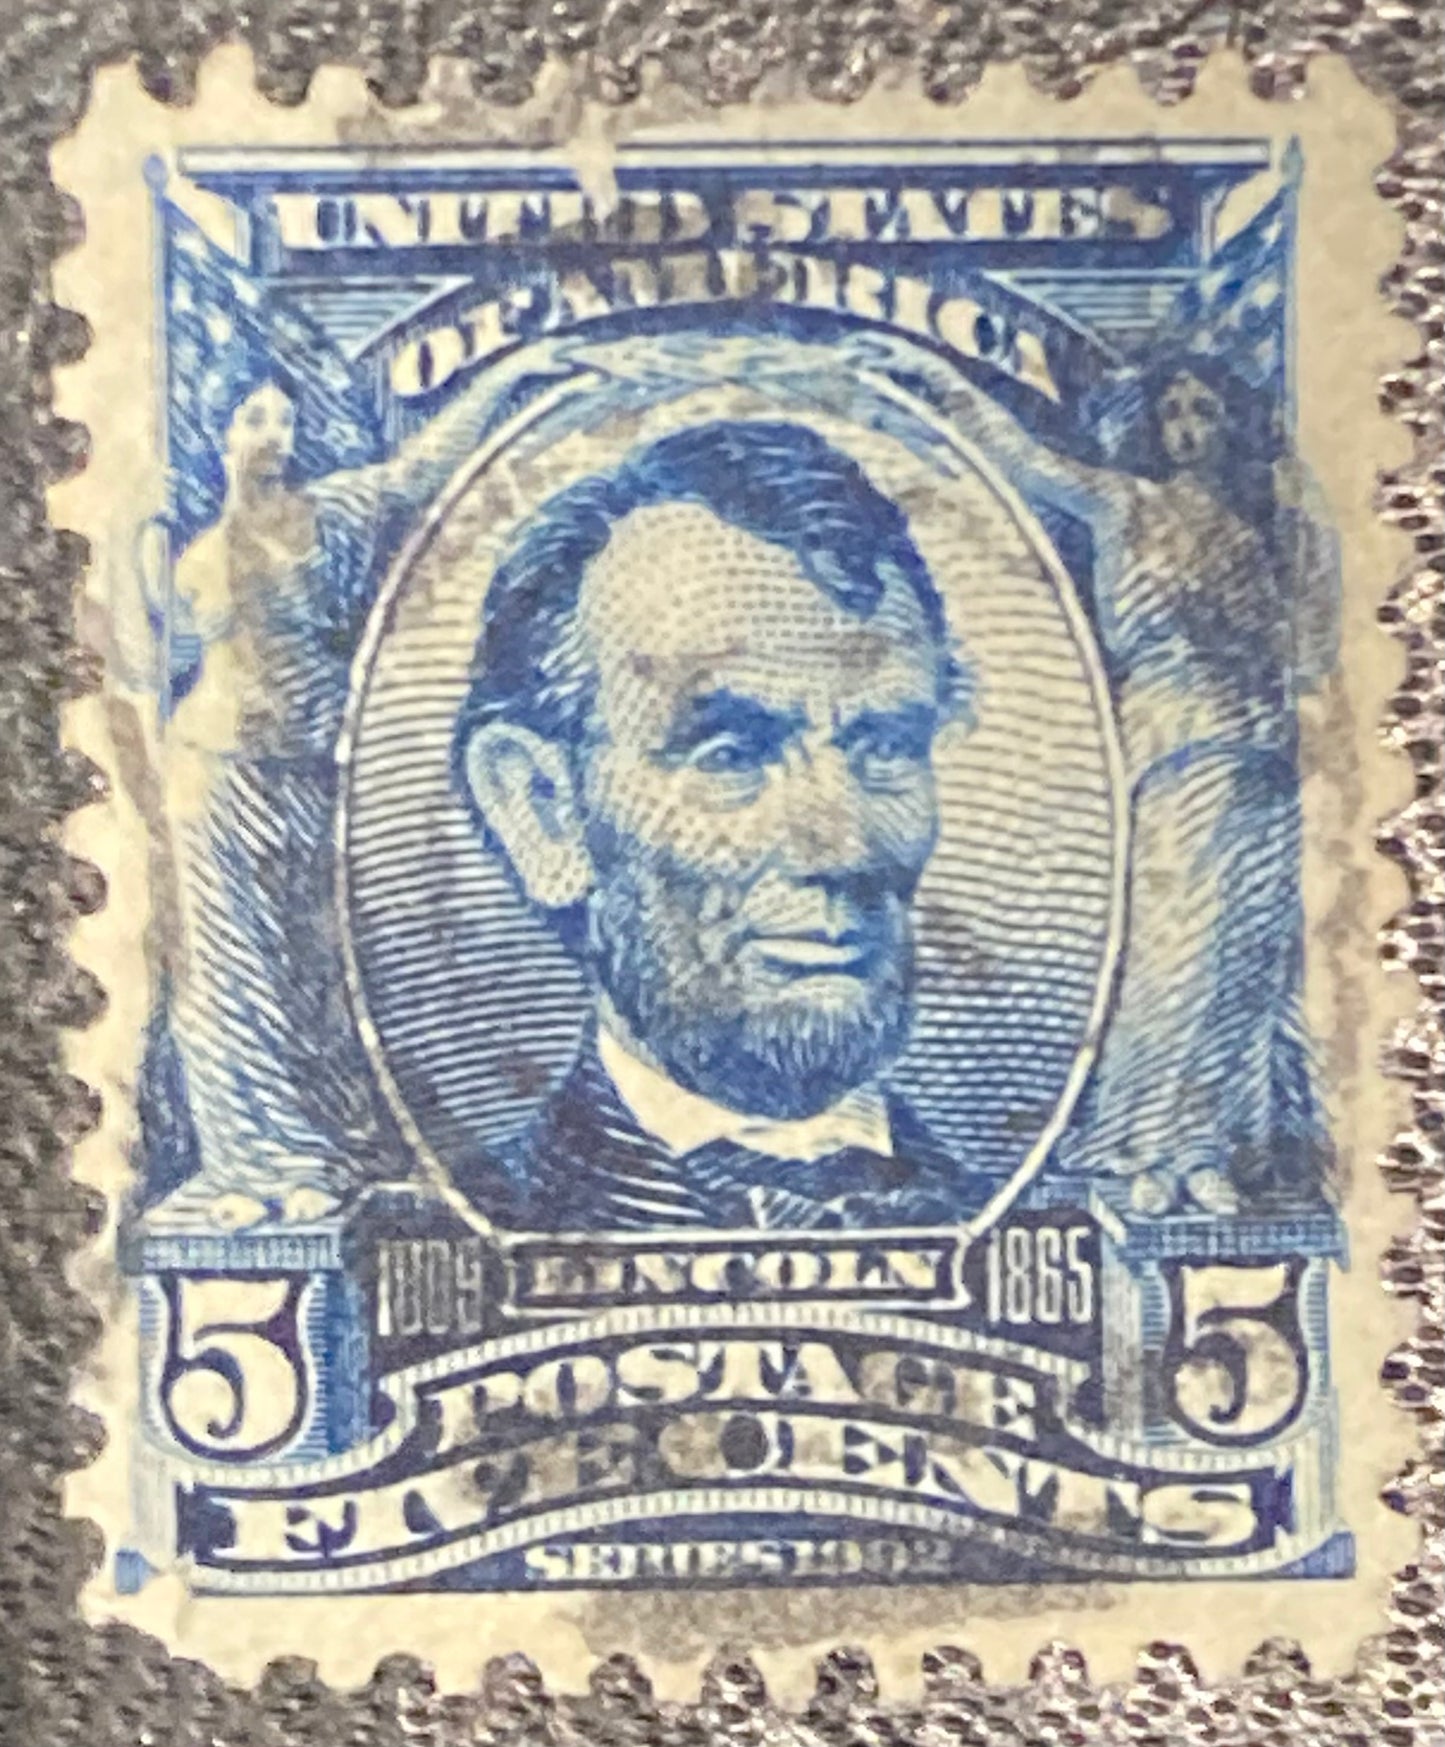 UNITED STATES
OF AMERICA
1809 LINCOLN 1865
5 POSTAGE 5
FIVE CENTS
SERIES 1902